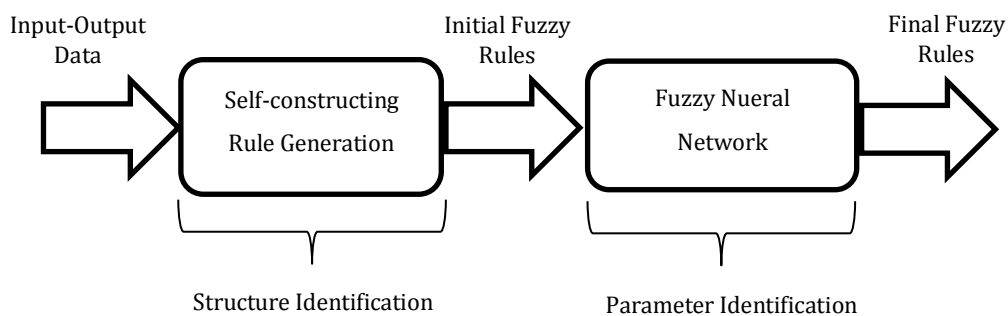 Input-Output
Data
Initial Fuzzy
Rules
Final Fuzzy
Rules
Self-constructing
Rule Generation
Fuzzy Nueral
Network
Structure Identification
Parameter Identification